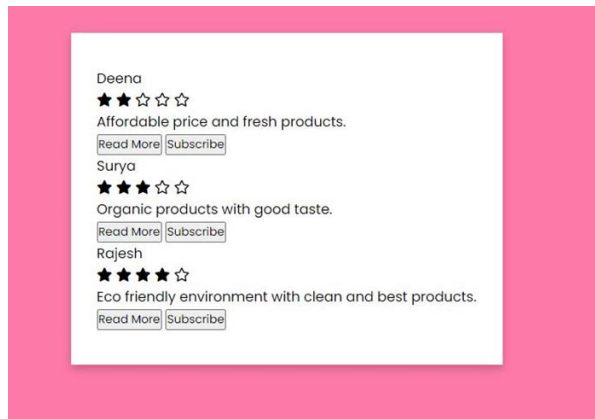 Deena
Affordable price and fresh products.
Read More Subscribe
Surya
Organic products with good taste.
Read More Subscribe
Rajesh
Eco friendly environment with clean and best products.
Read More Subscribe